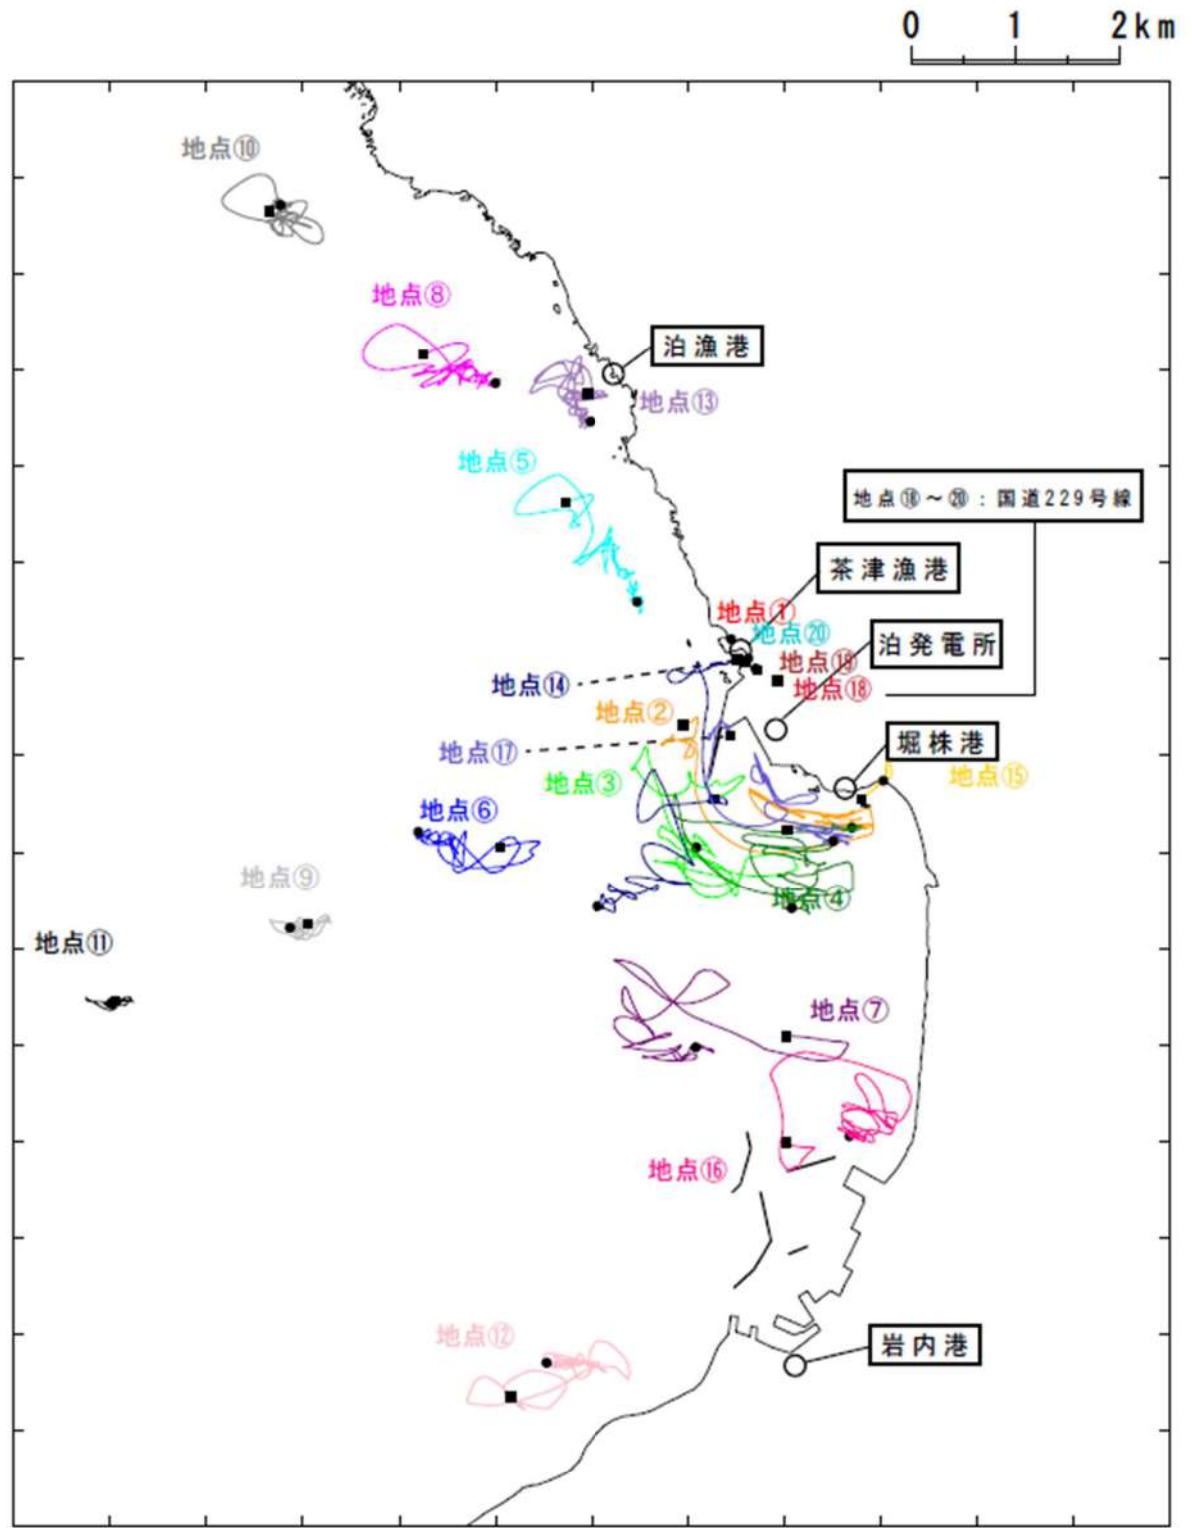 0 1 2km
地点⑩
地点⑧
泊漁港
地点⑬
地点⑤
地点⑱～⑳：国道229号線
茶津漁港
地点①
地点⑳
泊発電所
地点⑲
地点⑭
地点⑱
地点②
堀株港
地点⑰
地点③
地点⑮
地点⑥
地点⑨
地点④
地点⑪
地点⑦
地点⑯
地点⑫
岩内港